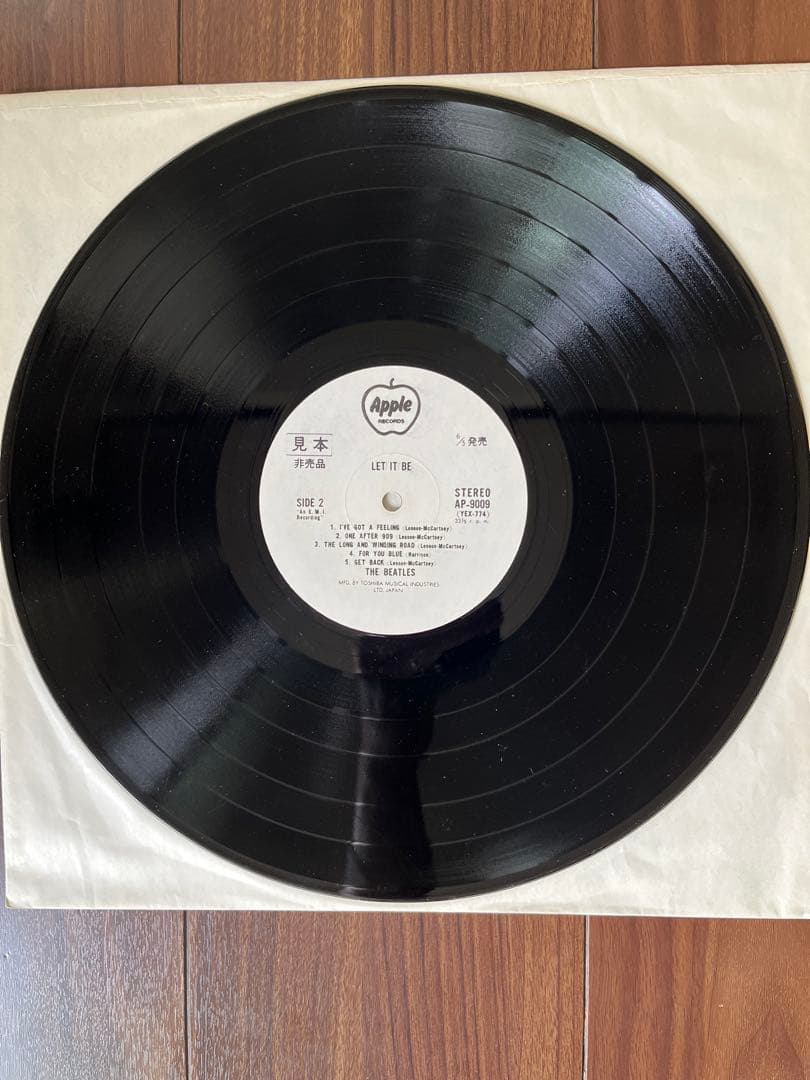 Apple
RECORDS
見本
非売品
6/5 発売
LET IT BE
SIDE 2
"An E.M.I.
Recording"
STEREO
AP-9009
(YEX-774)
33⅓ r. p. m.
1. I'VE GOT A FEELING (Lennon-McCartney)
2. ONE AFTER 909 (Lennon-McCartney)
3. THE LONG AND WINDING ROAD (Lennon-McCartney)
4. FOR YOU BLUE (Harrison)
5. GET BACK (Lennon-McCartney)
THE BEATLES
MFG. BY TOSHIBA MUSICAL INDUSTRIES
LTD. JAPAN